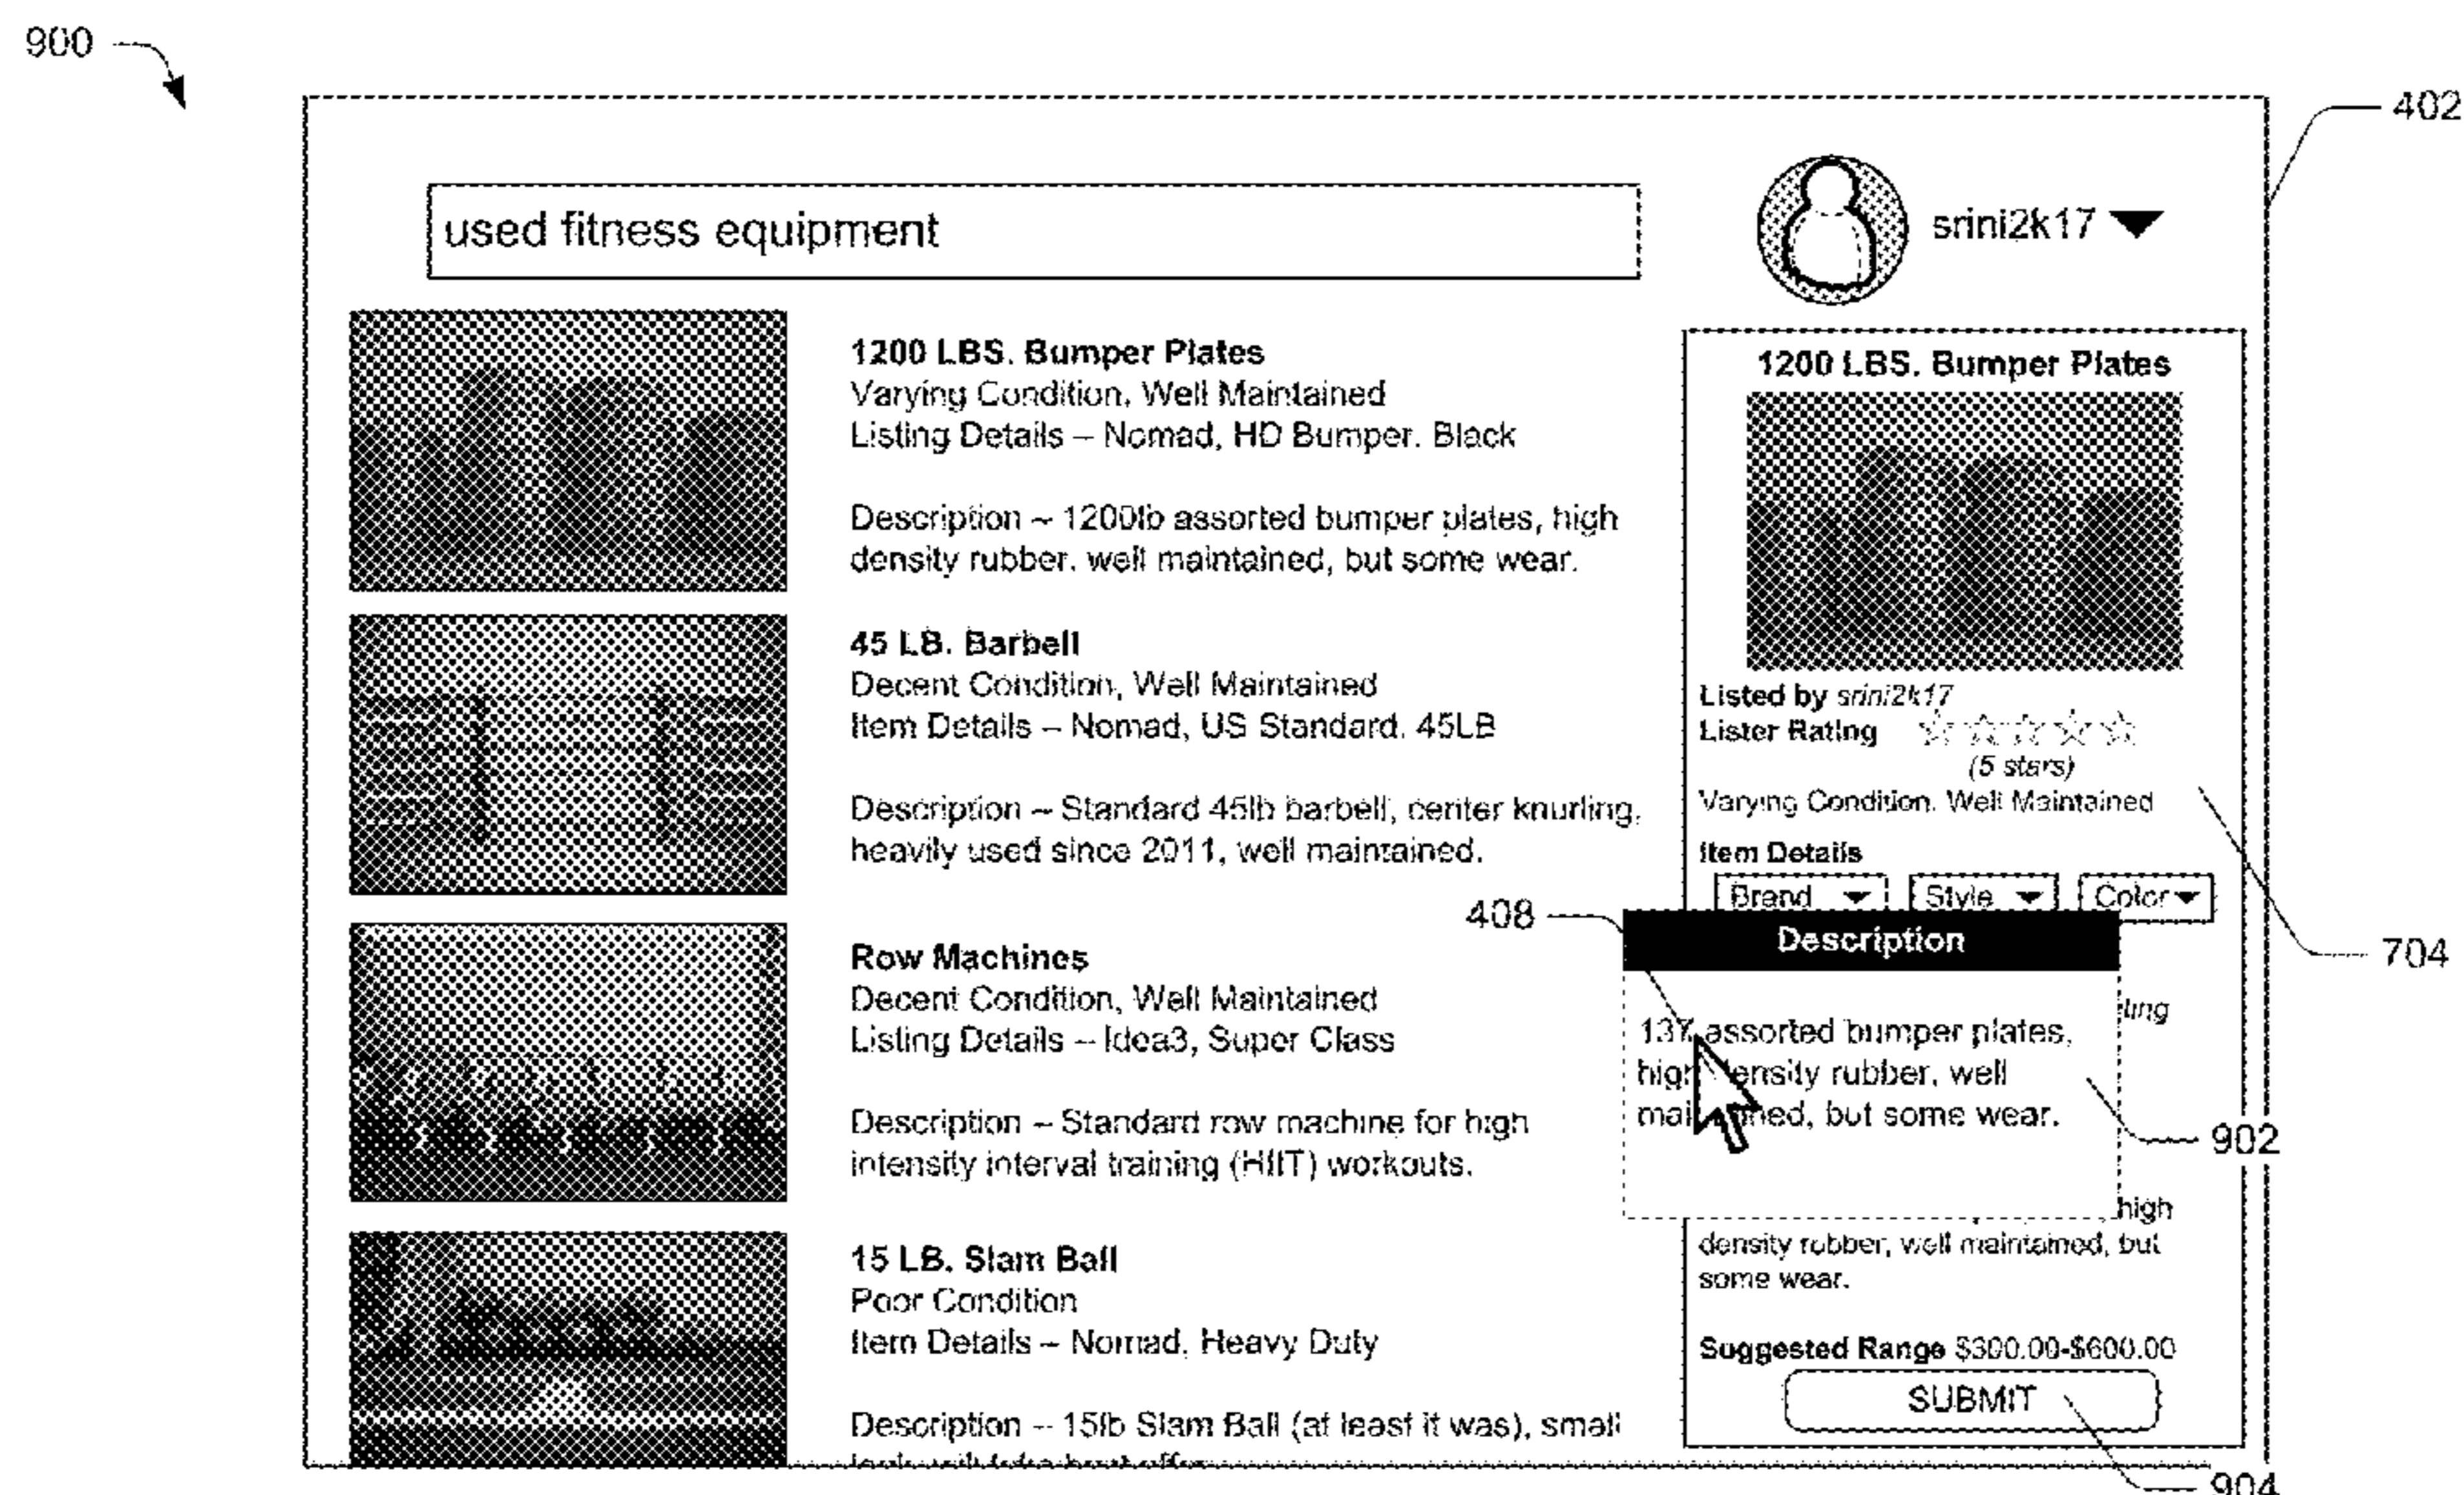 900
402
used fitness equipment
srini2k17
1200 LBS. Bumper Plates
Varying Condition, Well Maintained
Listing Details – Nomad, HD Bumper. Black
Description – 1200lb assorted bumper plates, high
density rubber. well maintained, but some wear.
45 LB. Barbell
Decent Condition, Well Maintained
Item Details – Nomad, US Standard. 45LB
Description – Standard 45lb barbell, center knurling,
heavily used since 2011, well maintained.
Row Machines
Decent Condition, Well Maintained
Listing Details – Idea3, Super Class
Description – Standard row machine for high
intensity interval training (HIIT) workouts.
15 LB. Slam Ball
Poor Condition
Item Details – Nomad, Heavy Duty
Description – 15lb Slam Ball (at least it was), small
1200 LBS. Bumper Plates
Listed by srini2k17
Lister Rating
(5 stars)
Varying Condition. Well Maintained
Item Details
Brand Style Color
408
Description
704
137 assorted bumper plates,
high density rubber, well
maintained, but some wear.
902
high
density rubber, well maintained, but
some wear.
Suggested Range $300.00-$600.00
SUBMIT
904